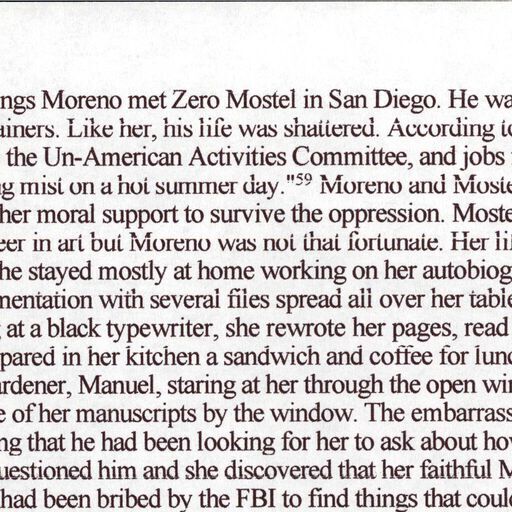 ngs Moreno met Zero Mostel in San Diego. He wa
ainers. Like her, his life was shattered. According to
the Un-American Activities Committee, and jobs
g mist on a hot summer day."59 Moreno and Moste
her moral support to survive the oppression. Moste
eer in art but Moreno was not that fortunate. Her li
he stayed mostly at home working on her autobiog
mentation with several files spread all over her table
g at a black typewriter, she rewrote her pages, read
pared in her kitchen a sandwich and coffee for lunc
ardener, Manuel, staring at her through the open win
e of her manuscripts by the window. The embarrass
ng that he had been looking for her to ask about how
uestioned him and she discovered that her faithful M
had been bribed by the FBI to find things that could